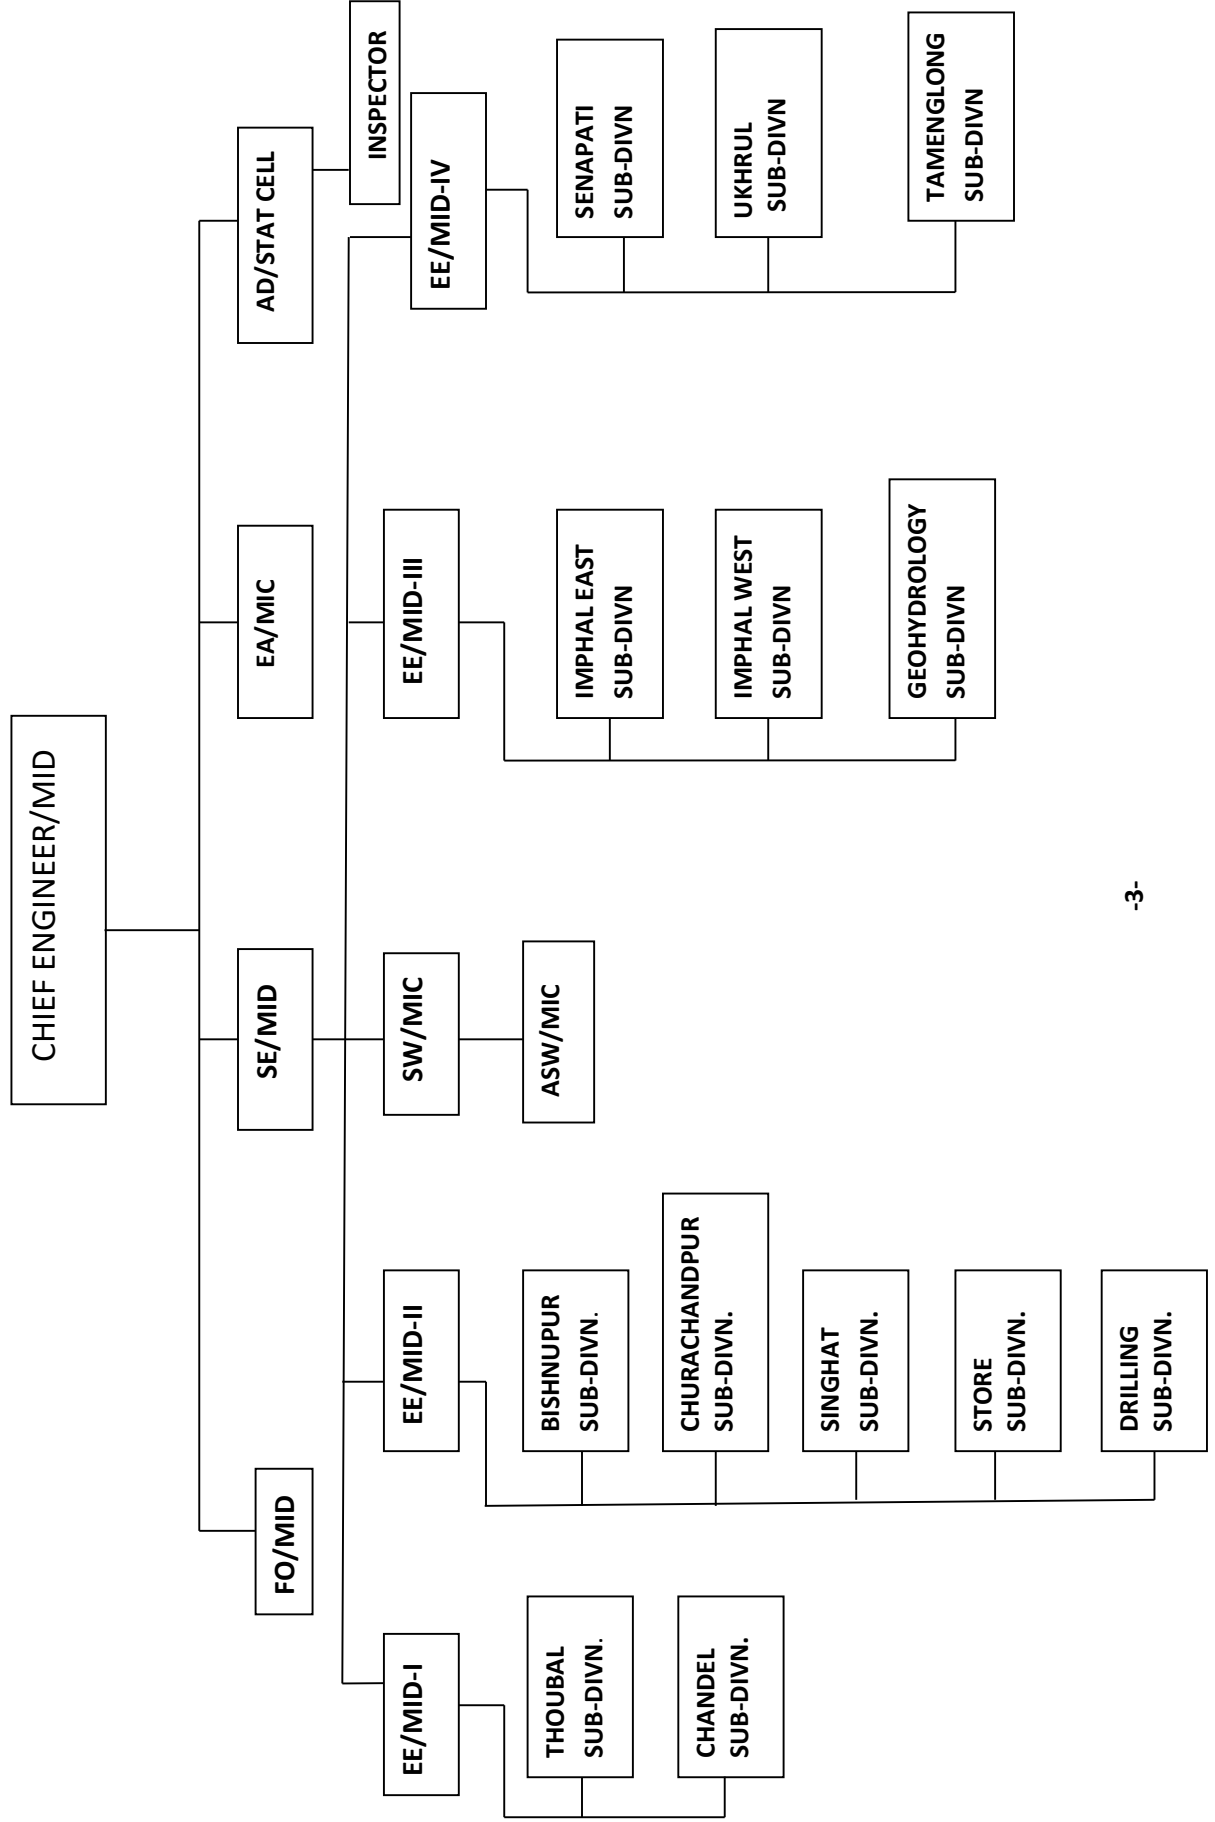 CHIEF ENGINEER/MID
FO/MID
SE/MID
EA/MIC
AD/STAT CELL
INSPECTOR
EE/MID-I
EE/MID-II
SW/MIC
EE/MID-III
EE/MID-IV
THOUBAL
SUB-DIVN.
CHANDEL
SUB-DIVN.
BISHNUPUR
SUB-DIVN.
CHURACHANDPUR
SUB-DIVN.
SINGHAT
SUB-DIVN.
STORE
SUB-DIVN.
DRILLING
SUB-DIVN.
ASW/MIC
IMPHAL EAST
SUB-DIVN
IMPHAL WEST
SUB-DIVN
GEOHYDROLOGY
SUB-DIVN
SENAPATI
SUB-DIVN
UKHRUL
SUB-DIVN
TAMENGLONG
SUB-DIVN
-3-